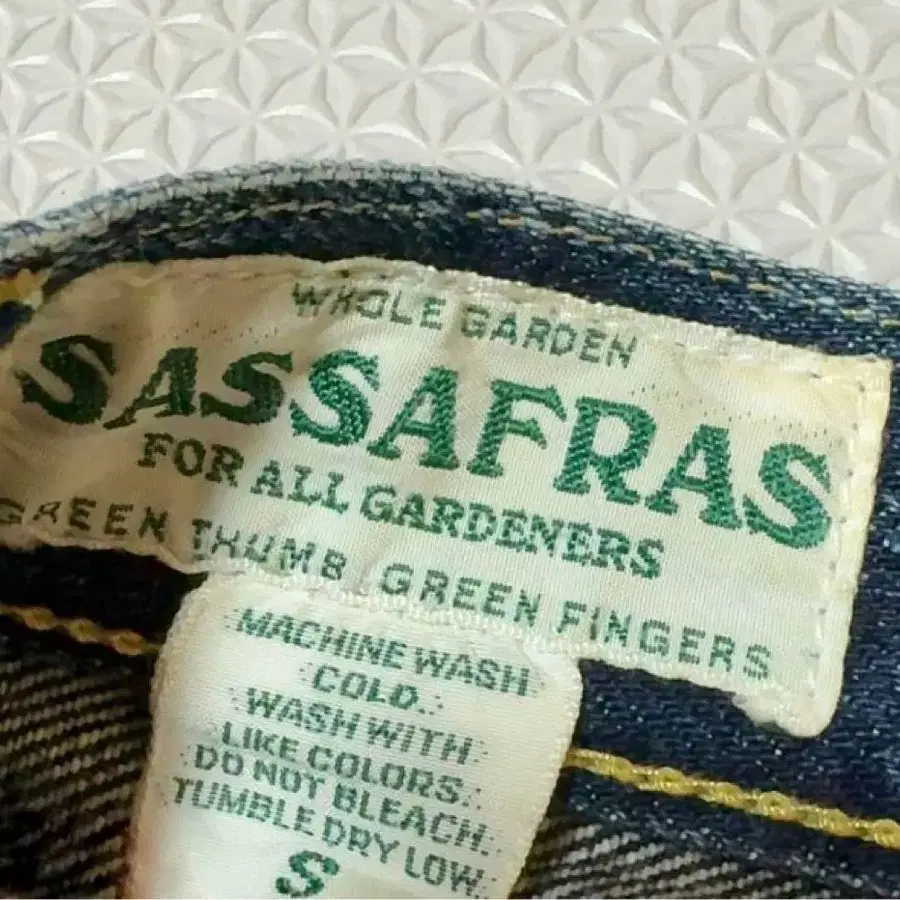 WHOLE GARDEN
SASSAFRAS
FOR ALL GARDENERS
GREEN THUMB GREEN FINGERS
MACHINE WASH
COLD.
WASH WITH
LIKE COLORS.
DO NOT BLEACH.
TUMBLE DRY LOW.
S